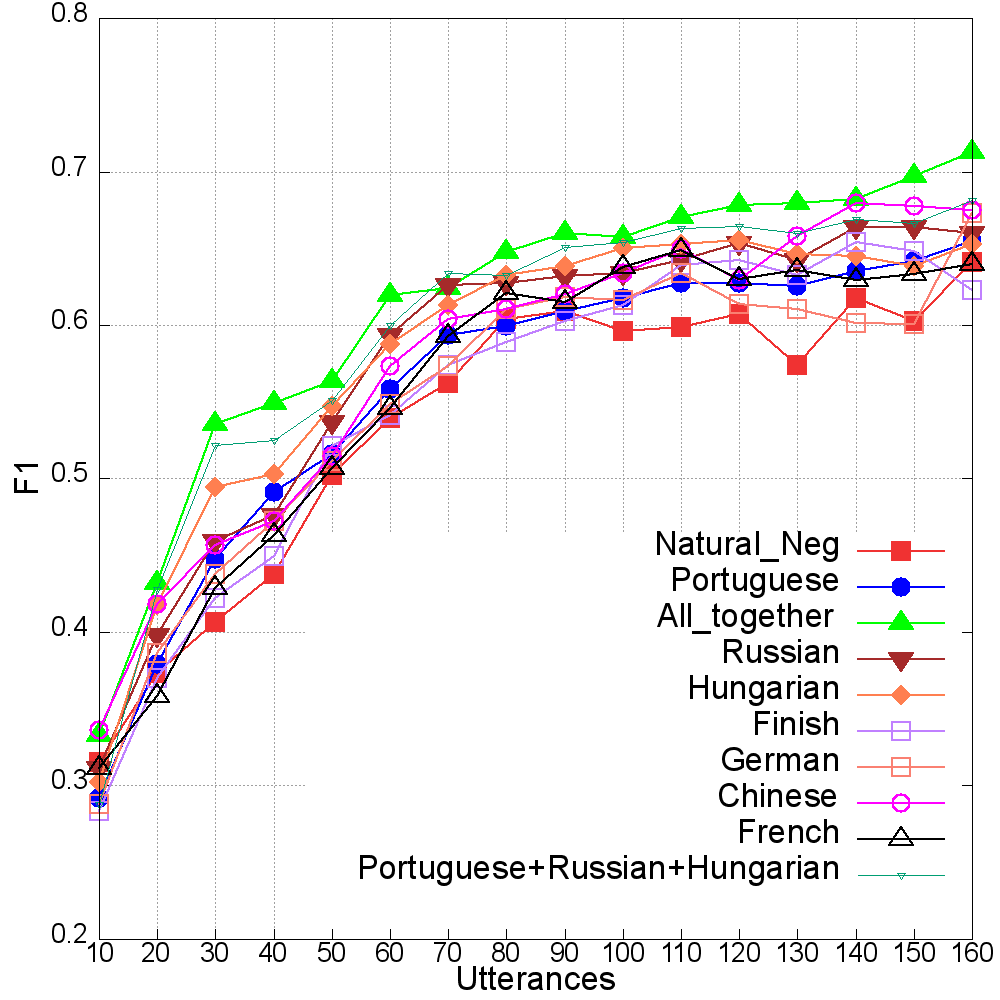 0.8
0.7
0.6
0.5
0.4
0.3
0.2
F1
Natural_Neg
Portuguese
All_together
Russian
Hungarian
Finish
German
Chinese
French
Portuguese+Russian+Hungarian
10 20 30 40 50 60 70 80 90 100 110 120 130 140 150 160
Utterances